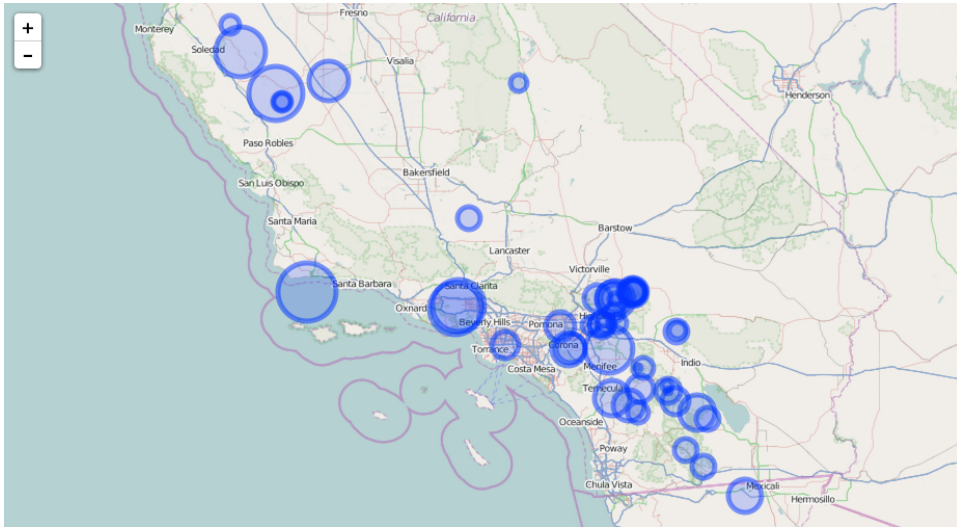 +
−
Fresno
California
Monterey
Soledad
Visalia
Henderson
Paso Robles
Bakersfield
San Luis Obispo
Santa Maria
Barstow
Lancaster
Victorville
Santa Barbara
Santa Clarita
Oxnard
Beverly Hills
Pomona
Torrance
Corona
Costa Mesa
Menifee
Indio
Temecula
Oceanside
Poway
Chula Vista
Mexicali
Hermosillo